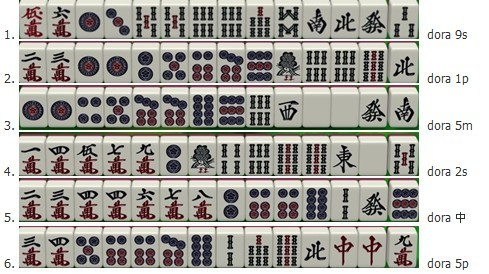 1. 伍萬 六萬 南 北 發 dora 9s
2. 二萬 三萬 北 dora 1p
3. 西 發 南 dora 5m
4. 一萬 四萬 伍萬 七萬 九萬 東 dora 2s
5. 二萬 三萬 四萬 四萬 六萬 七萬 八萬 發 dora 中
6. 三萬 四萬 北 中 中 九萬 dora 5p